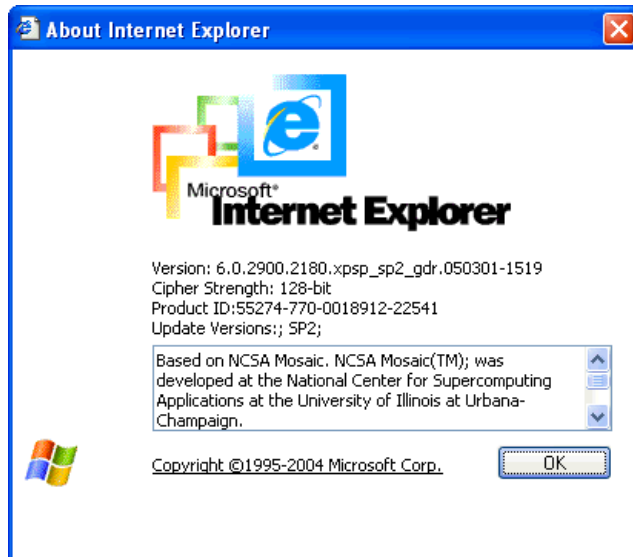 About Internet Explorer
Microsoft®
Internet Explorer
Version: 6.0.2900.2180.xpsp_sp2_gdr.050301-1519
Cipher Strength: 128-bit
Product ID:55274-770-0018912-22541
Update Versions:; SP2;
Based on NCSA Mosaic. NCSA Mosaic(TM); was
developed at the National Center for Supercomputing
Applications at the University of Illinois at Urbana-
Champaign.
Copyright ©1995-2004 Microsoft Corp.
OK